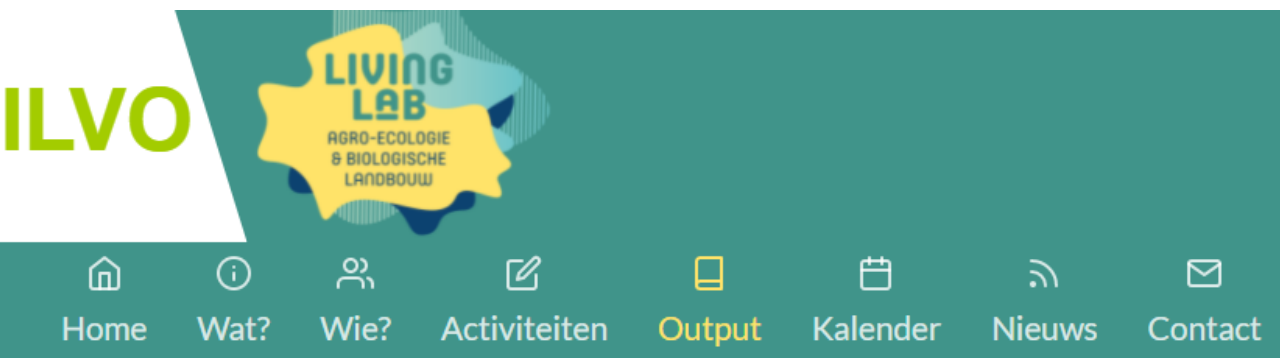 ILVO
LIVING
LAB
AGRO-ECOLOGIE
& BIOLOGISCHE
LANDBOUW
Home Wat? Wie? Activiteiten Output Kalender Nieuws Contact